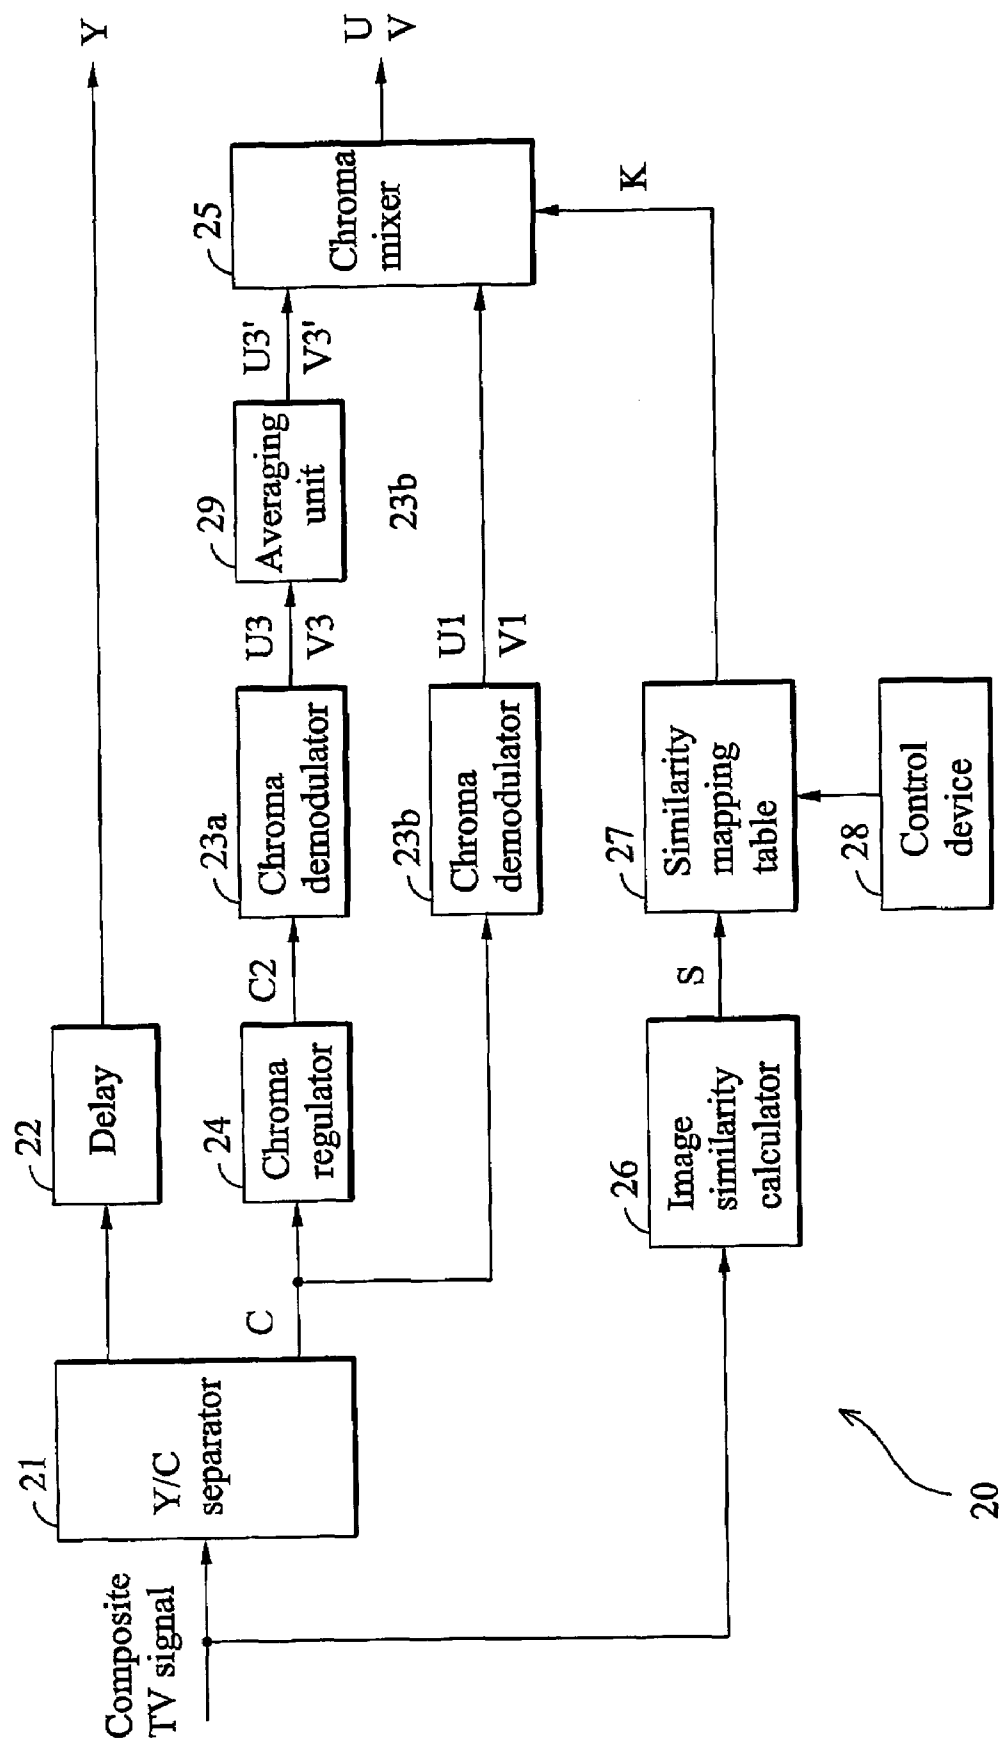 Composite
TV signal
21
Y/C
separator
22
Delay
Y
C
24
Chroma
regulator
C2
23a
Chroma
demodulator
U3
V3
29
Averaging
unit
U3'
V3'
25
Chroma
mixer
U
V
23b
Chroma
demodulator
U1
V1
23b
26
Image
similarity
calculator
S
27
Similarity
mapping
table
K
28
Control
device
20